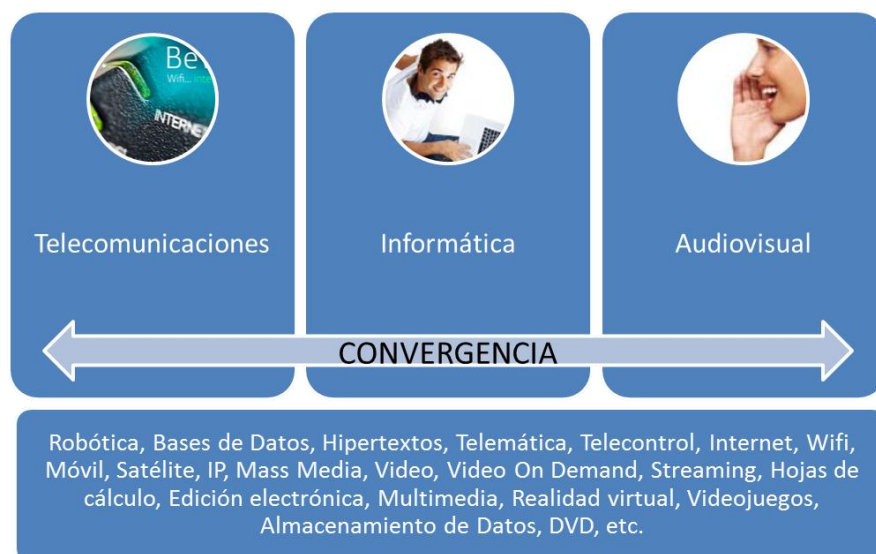 Be
Wifi... inte
INTERNE
Telecomunicaciones
Informática
Audiovisual
CONVERGENCIA
Robótica, Bases de Datos, Hipertextos, Telemática, Telecontrol, Internet, Wifi,
Móvil, Satélite, IP, Mass Media, Video, Video On Demand, Streaming, Hojas de
cálculo, Edición electrónica, Multimedia, Realidad virtual, Videojuegos,
Almacenamiento de Datos, DVD, etc.